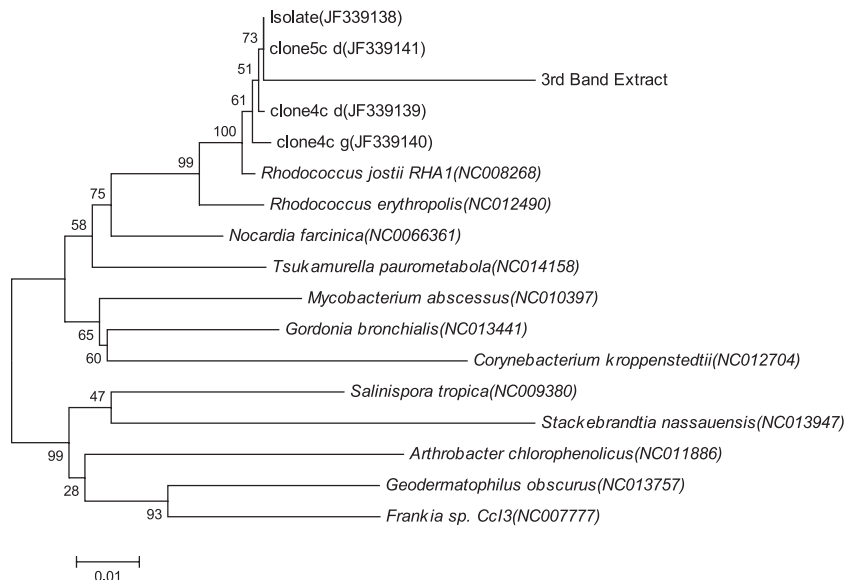 Isolate(JF339138)
73
clone5c d(JF339141)
51
3rd Band Extract
61
clone4c d(JF339139)
100
clone4c g(JF339140)
99
Rhodococcus jostii RHA1(NC008268)
75
Rhodococcus erythropolis(NC012490)
58
Nocardia farcinica(NC0066361)
Tsukamurella paurometabola(NC014158)
Mycobacterium abscessus(NC010397)
65
Gordonia bronchialis(NC013441)
60
Corynebacterium kroppenstedtii(NC012704)
47
Salinispora tropica(NC009380)
Stackebrandtia nassauensis(NC013947)
99
Arthrobacter chlorophenolicus(NC011886)
28
Geodermatophilus obscurus(NC013757)
93
Frankia sp. CcI3(NC007777)
0.01